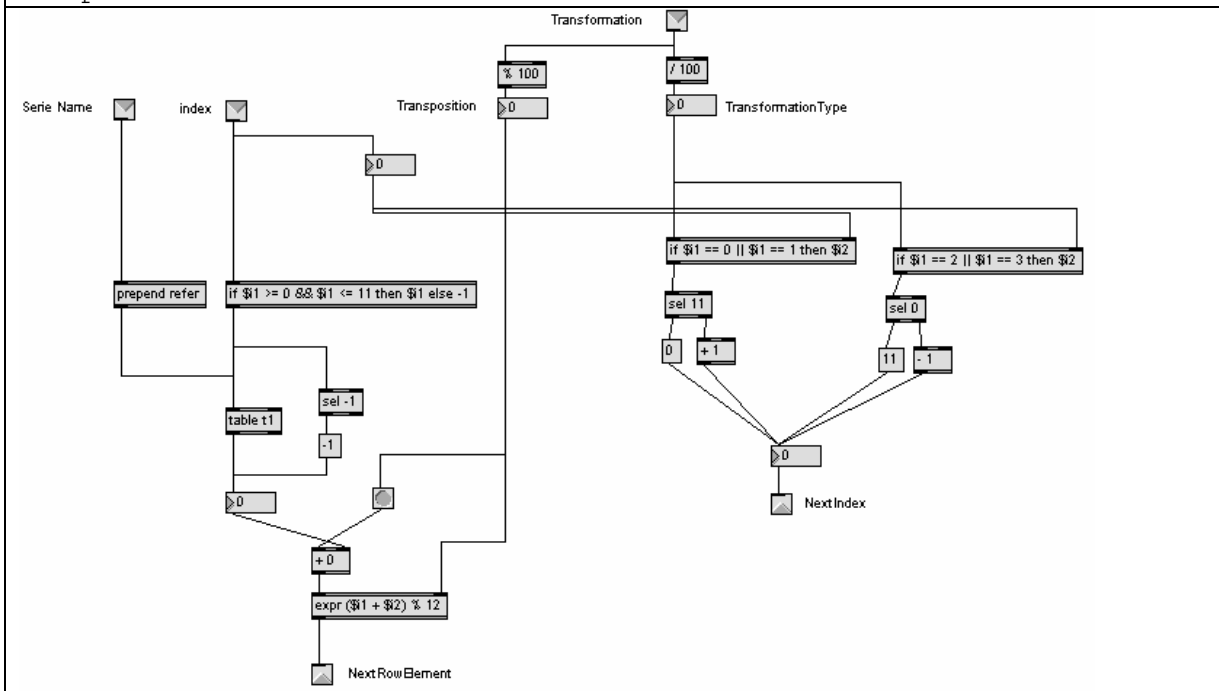 Transformation
% 100
/ 100
Serie Name
index
Transposition
0
0
TransformationType
0
if $i1 == 0 || $i1 == 1 then $i2
if $i1 == 2 || $i1 == 3 then $i2
prepend refer
if $i1 >= 0 && $i1 <= 11 then $i1 else -1
sel 11
sel 0
0
+ 1
11
- 1
sel -1
table t1
-1
0
0
NextIndex
+ 0
expr ($i1 + $i2) % 12
NextRowElement